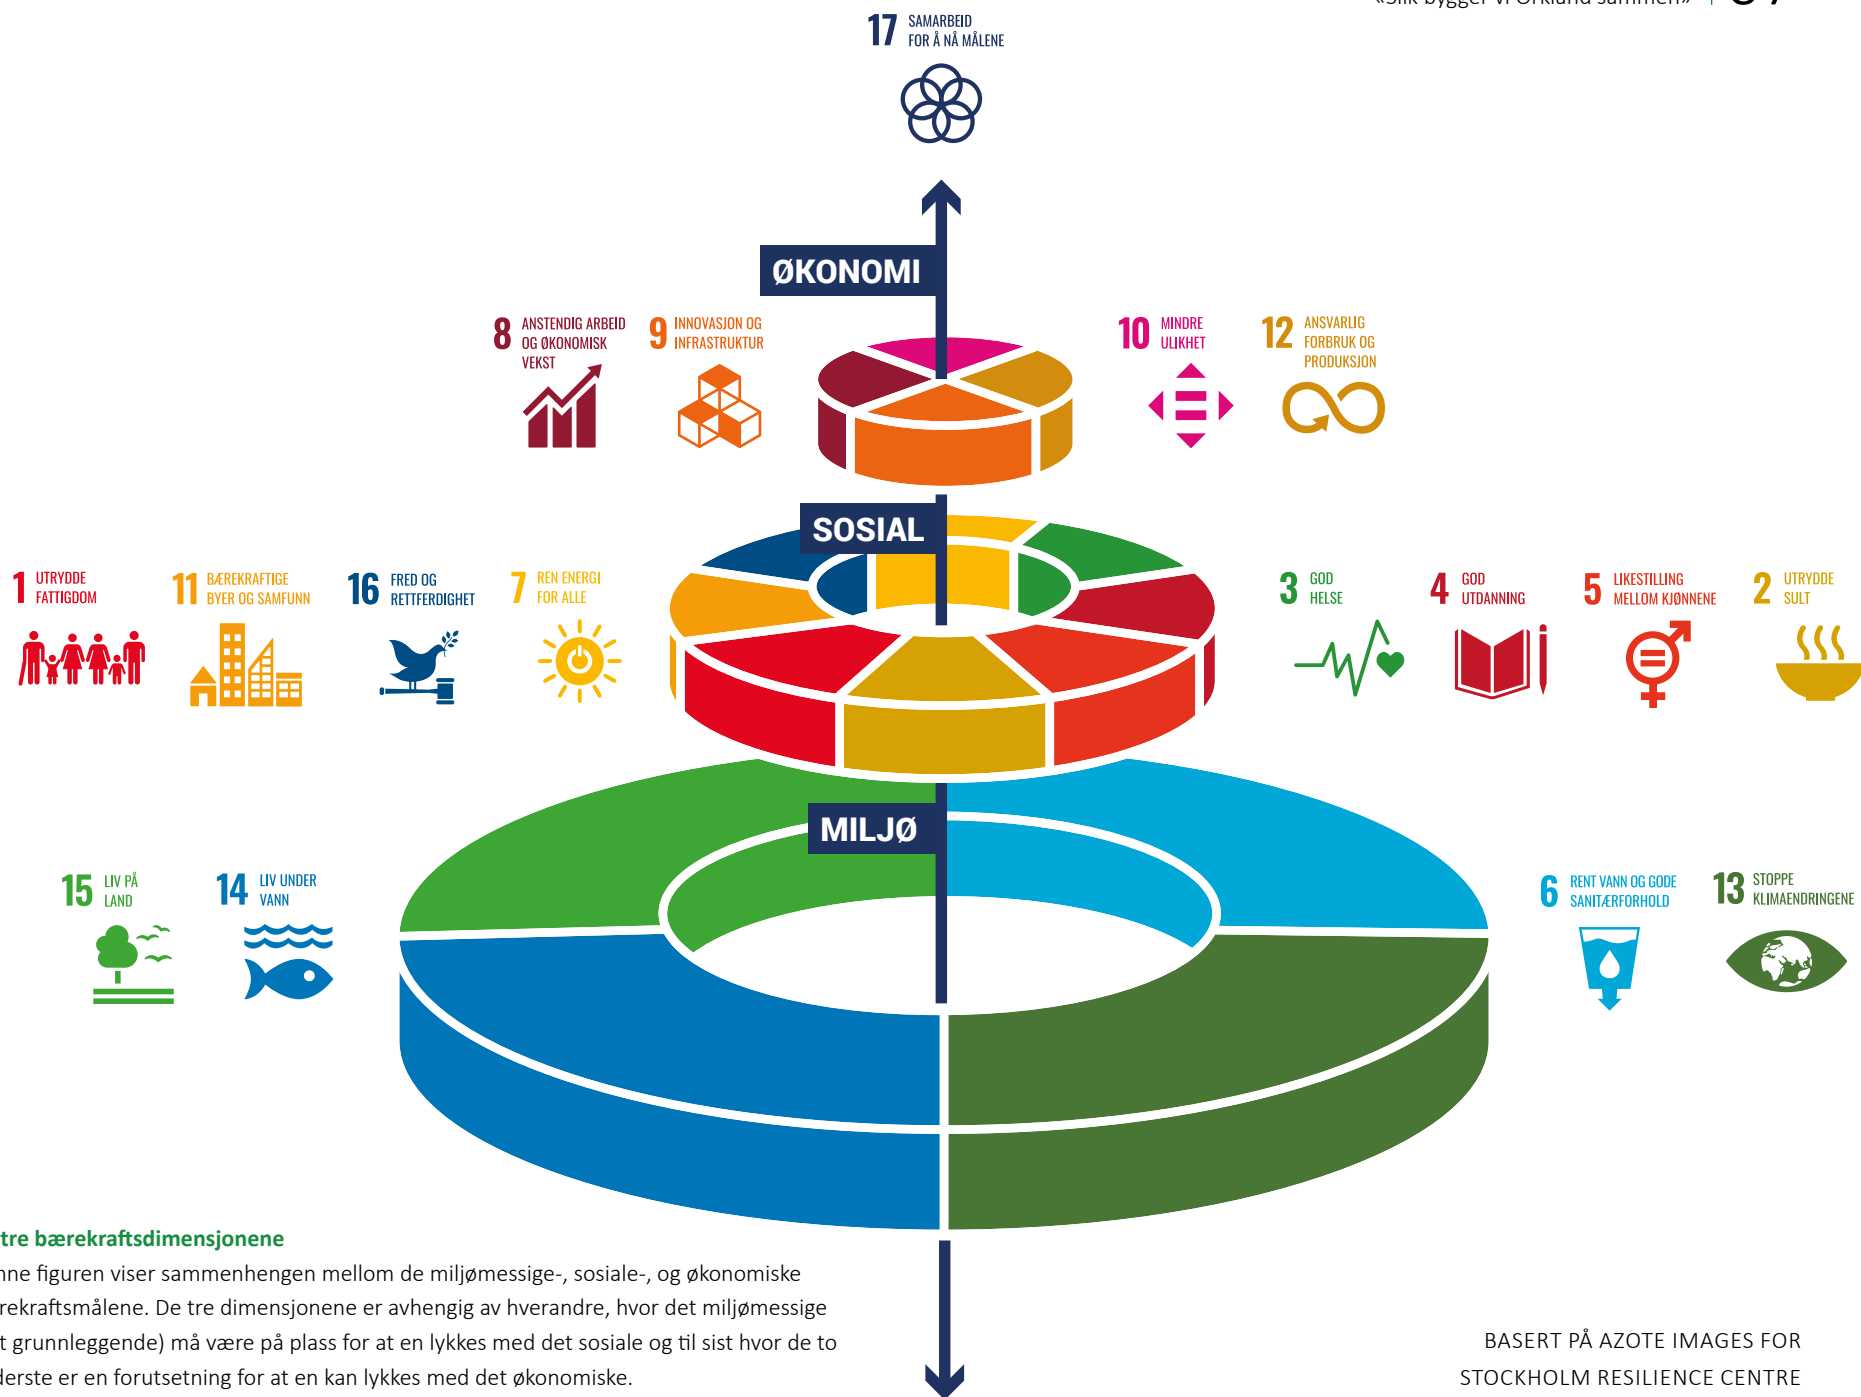 17 SAMARBEID
FOR Å NÅ MÅLENE
ØKONOMI
8 ANSTENDIG ARBEID
OG ØKONOMISK
VEKST
9 INNOVASJON OG
INFRASTRUKTUR
10 MINDRE
ULIKHET
12 ANSVARLIG
FORBRUK OG
PRODUKSJON
SOSIAL
1 UTRYDDE
FATTIGDOM
11 BÆREKRAFTIGE
BYER OG SAMFUNN
16 FRED OG
RETTFERDIGHET
7 REN ENERGI
FOR ALLE
3 GOD
HELSE
4 GOD
UTDANNING
5 LIKESTILLING
MELLOM KJØNNENE
2 UTRYDDE
SULT
MILJØ
15 LIV PÅ
LAND
14 LIV UNDER
VANN
6 RENT VANN OG GODE
SANITÆRFORHOLD
13 STOPPE
KLIMAENDRINGENE
tre bærekraftsdimensjonene
nne figuren viser sammenhengen mellom de miljømessige-, sosiale-, og økonomiske
rekraftsmålene. De tre dimensjonene er avhengig av hverandre, hvor det miljømessige
t grunnleggende) må være på plass for at en lykkes med det sosiale og til sist hvor de to
derste er en forutsetning for at en kan lykkes med det økonomiske.
BASERT PÅ AZOTE IMAGES FOR
STOCKHOLM RESILIENCE CENTRE